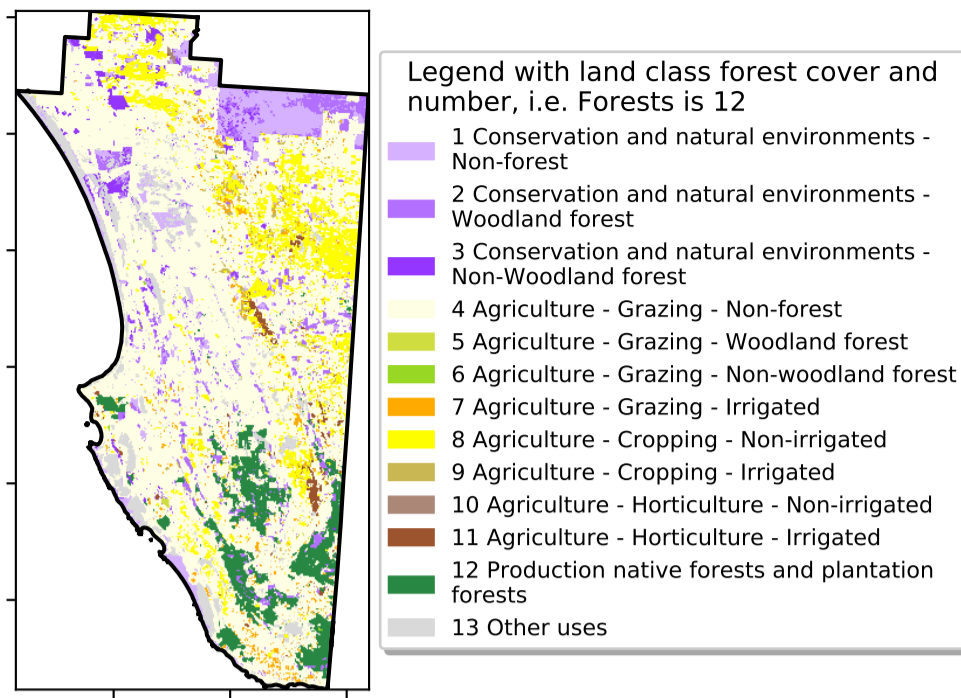 Legend with land class forest cover and
number, i.e. Forests is 12
1 Conservation and natural environments -
Non-forest
2 Conservation and natural environments -
Woodland forest
3 Conservation and natural environments -
Non-Woodland forest
4 Agriculture - Grazing - Non-forest
5 Agriculture - Grazing - Woodland forest
6 Agriculture - Grazing - Non-woodland forest
7 Agriculture - Grazing - Irrigated
8 Agriculture - Cropping - Non-irrigated
9 Agriculture - Cropping - Irrigated
10 Agriculture - Horticulture - Non-irrigated
11 Agriculture - Horticulture - Irrigated
12 Production native forests and plantation
forests
13 Other uses